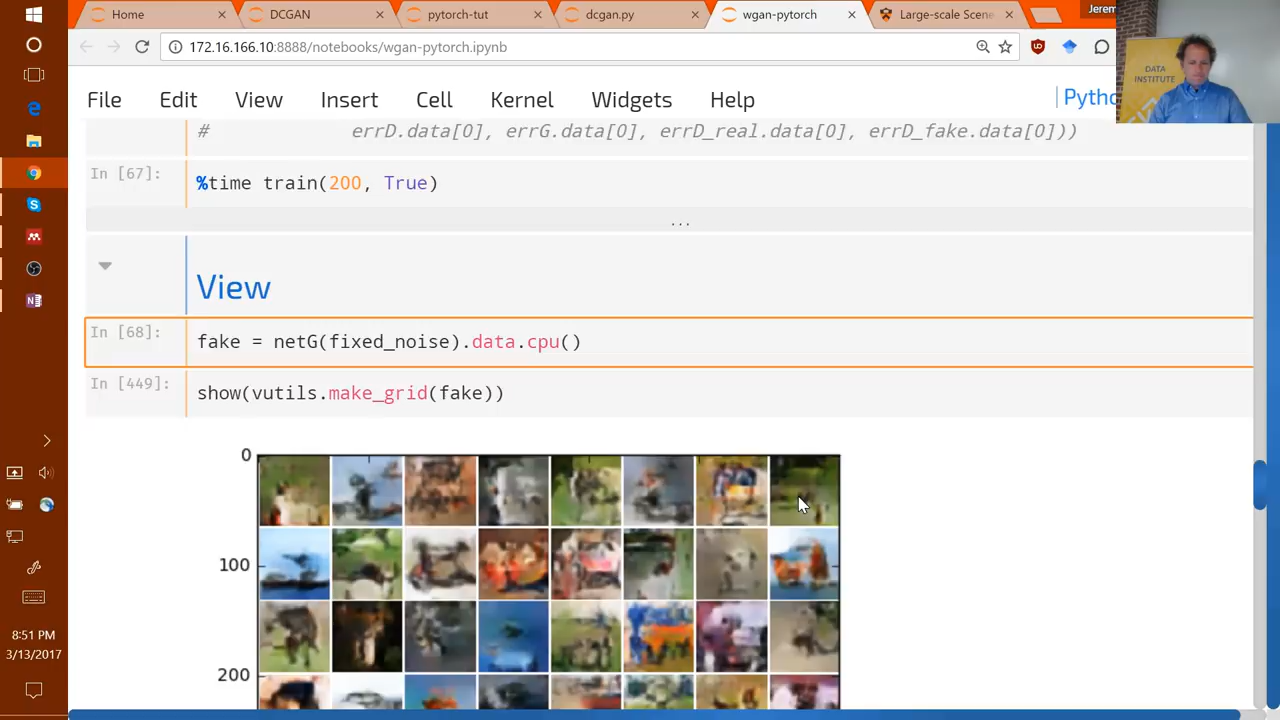 Home
DCGAN
pytorch-tut
dcgan.py
wgan-pytorch
Large-scale Scene
Jerem
172.16.166.10:8888/notebooks/wgan-pytorch.ipynb
DATA
INSTITUTE
File Edit View Insert Cell Kernel Widgets Help
Pytho
# errD.data[0], errG.data[0], errD_real.data[0], errD_fake.data[0]))
In [67]: %time train(200, True)
...
View
In [68]: fake = netG(fixed_noise).data.cpu()
In [449]: show(vutils.make_grid(fake))
0
100
200
8:51 PM
3/13/2017